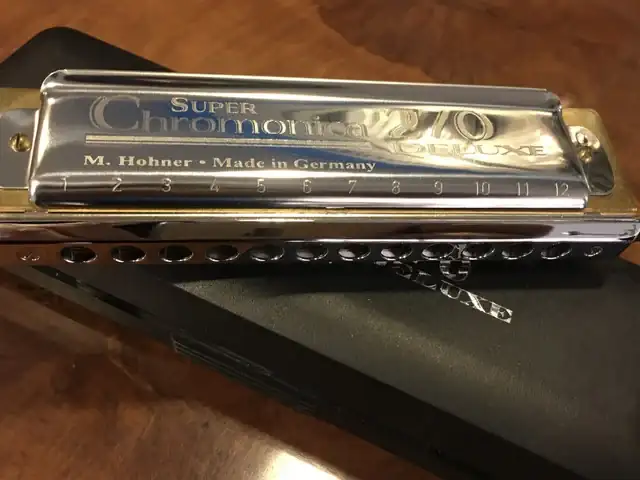 SUPER
Chromonica 270
DELUXE
M. Hohner • Made in Germany
1 2 3 4 5 6 7 8 9 10 11 12
DELUXE